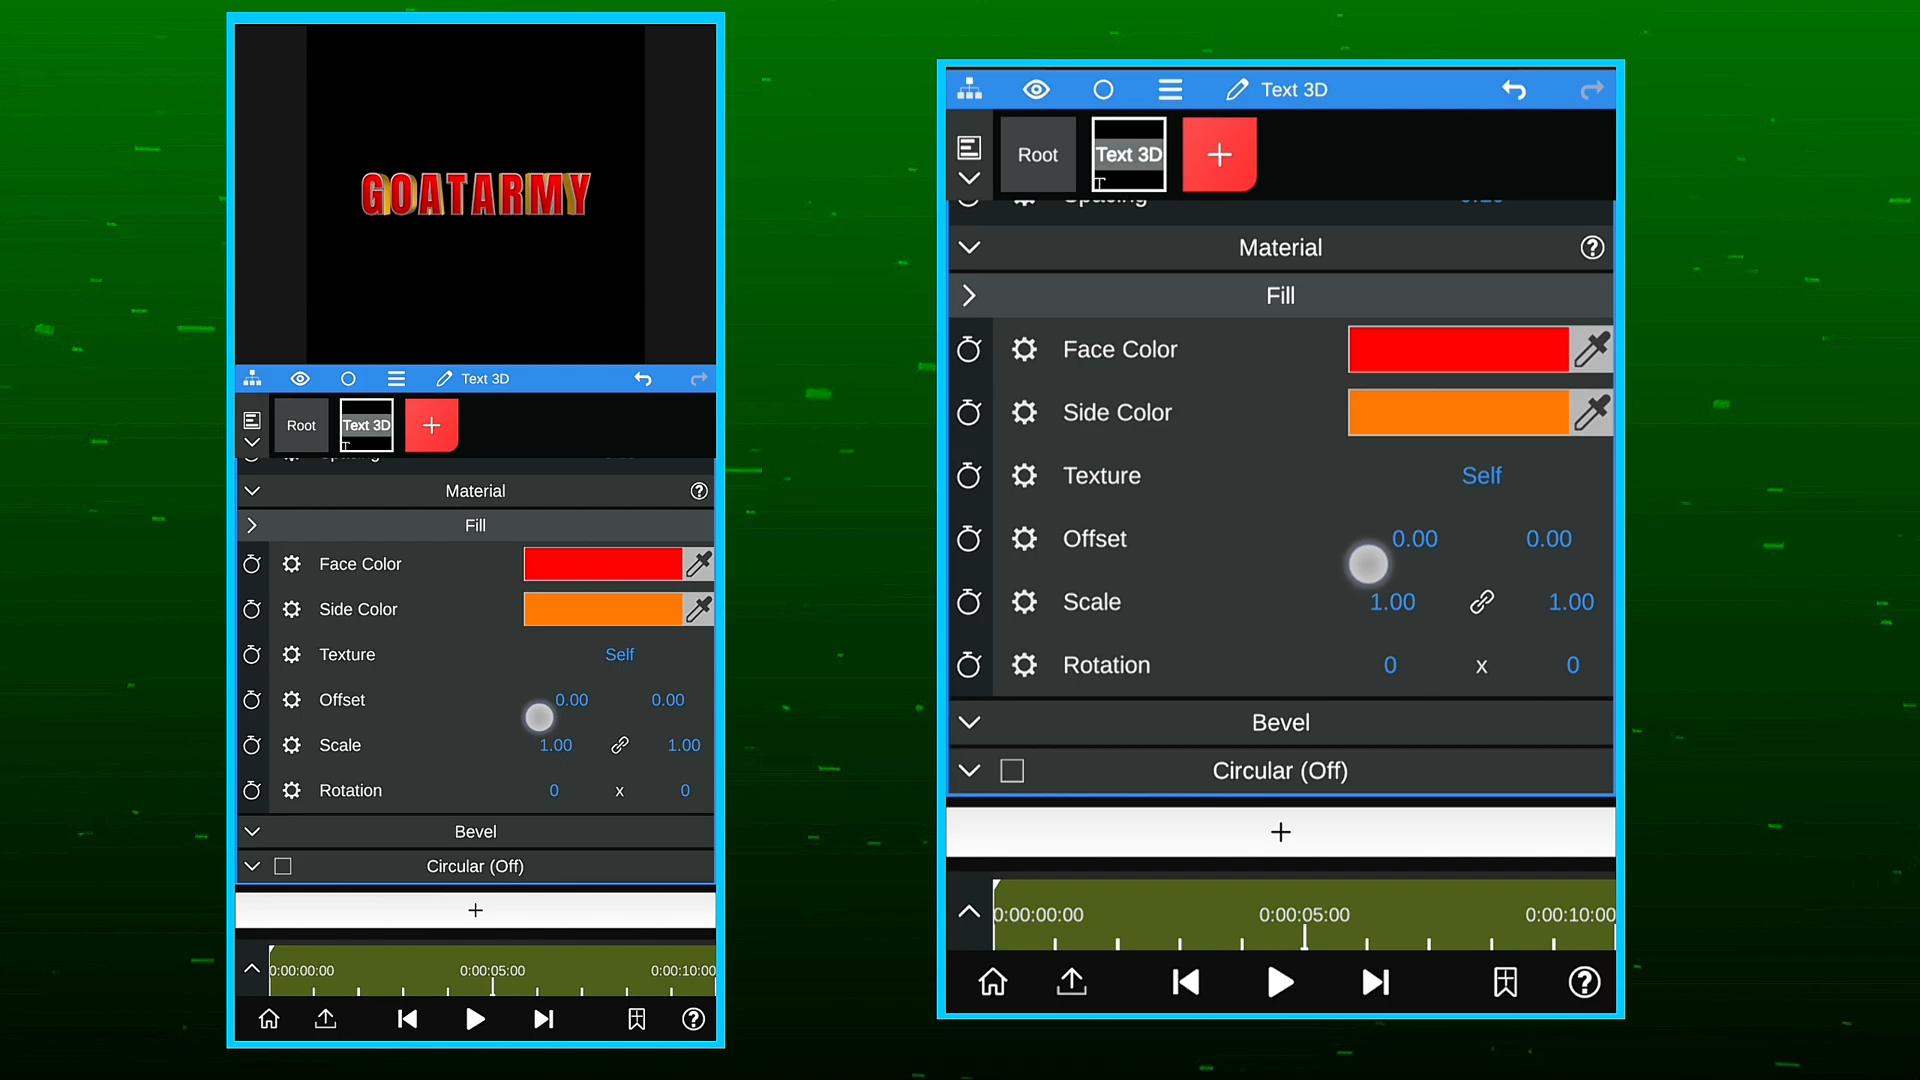 GOATARMY
Text 3D
Root
Text 3D
T
Spacing
Material
Fill
Face Color
Side Color
Texture Self
Offset 0.00 0.00
Scale 1.00 1.00
Rotation 0 x 0
Bevel
Circular (Off)
0:00:00:00 0:00:05:00 0:00:10:00
Text 3D
Root
Text 3D
T
Spacing
Material
Fill
Face Color
Side Color
Texture Self
Offset 0.00 0.00
Scale 1.00 1.00
Rotation 0 x 0
Bevel
Circular (Off)
0:00:00:00 0:00:05:00 0:00:10:00